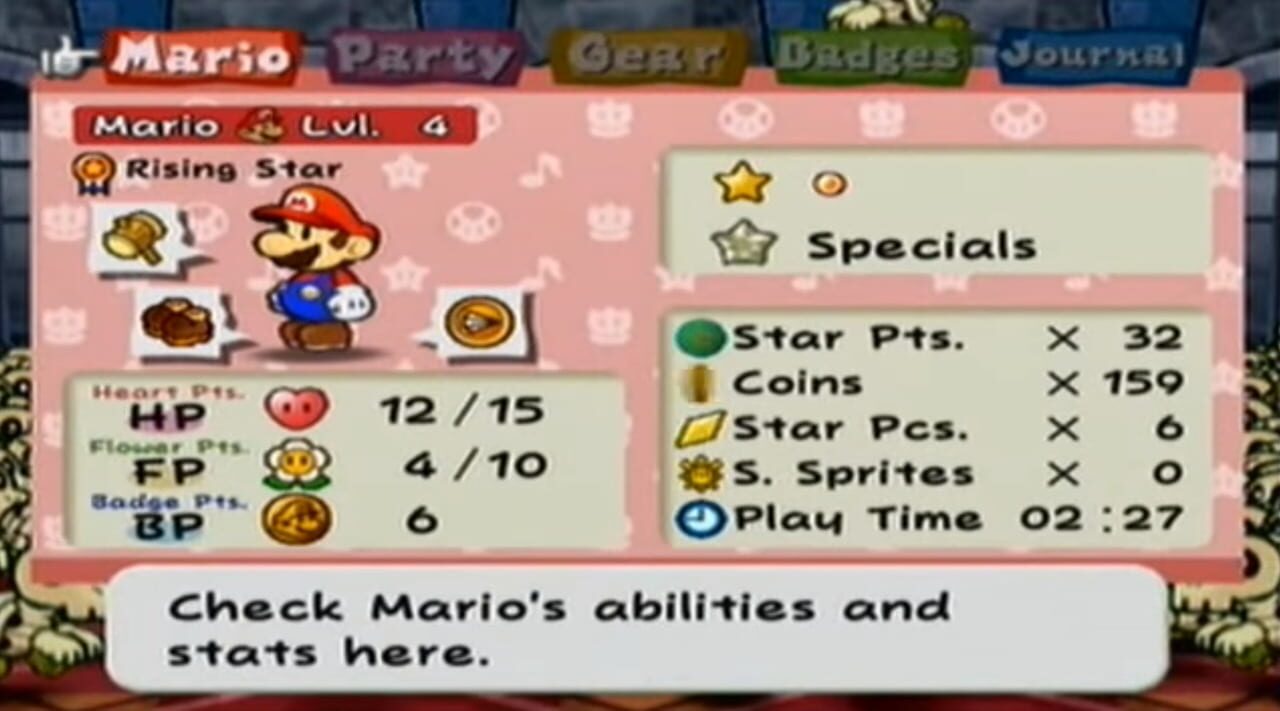 Mario Party Gear Badges Journal
Mario Lvl. 4
Rising Star
Specials
Heart Pts.
HP 12/15
Flower Pts.
FP 4/10
Badge Pts.
BP 6
Star Pts. × 32
Coins × 159
Star Pcs. × 6
S. Sprites × 0
Play Time 02:27
Check Mario's abilities and
stats here.